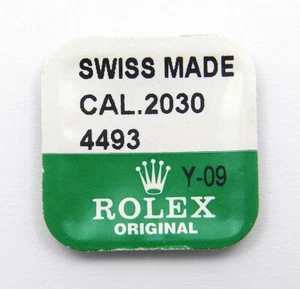 SWISS MADE
CAL.2030
4493
Y-09
ROLEX
ORIGINAL